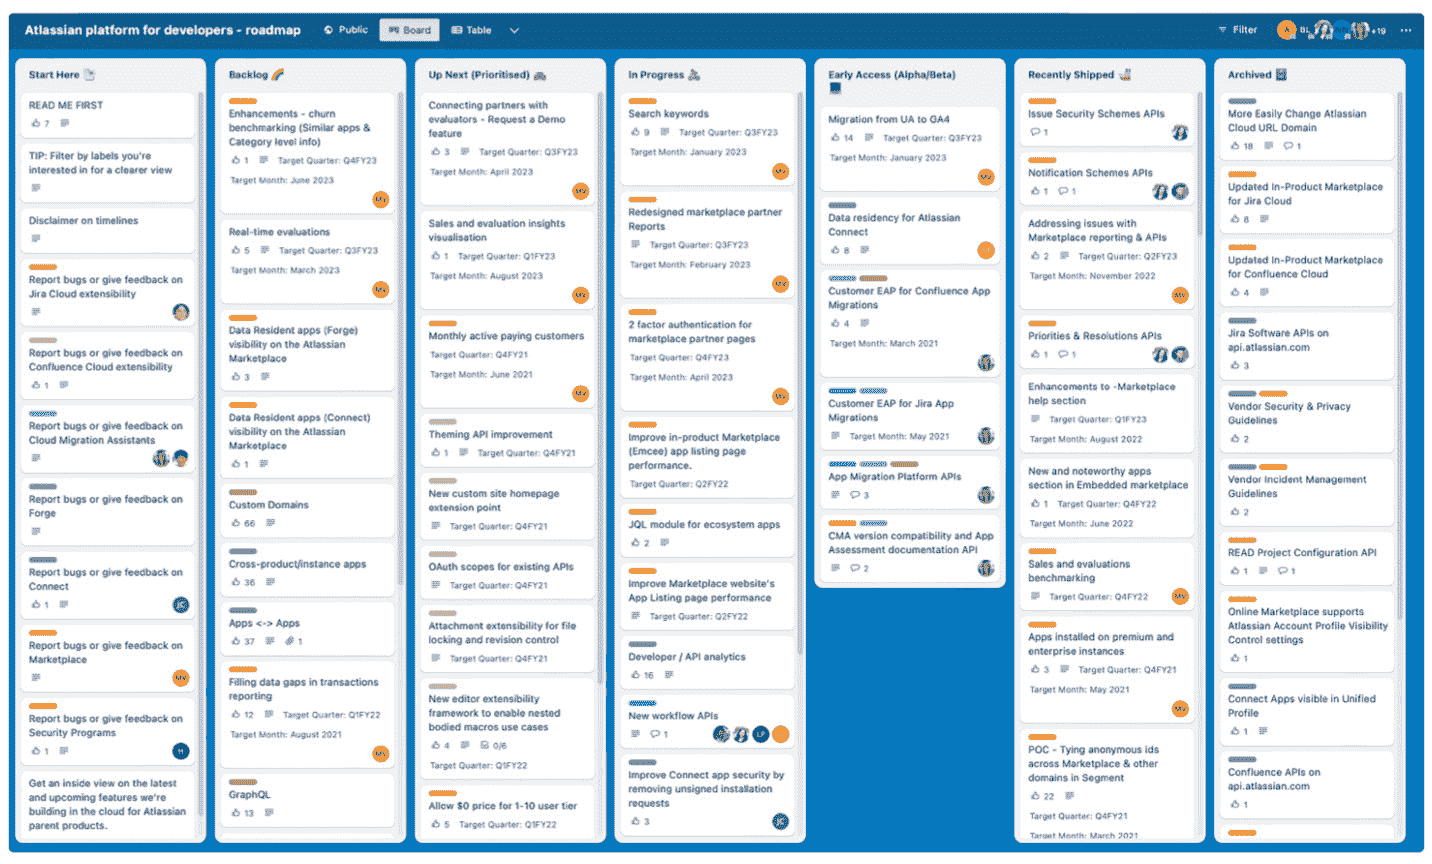 Atlassian platform for developers - roadmap
Public
Board
Table
Filter
+19
Start Here
READ ME FIRST
7
TIP: Filter by labels you're
interested in for a clearer view
Disclaimer on timelines
Report bugs or give feedback on
Jira Cloud extensibility
Report bugs or give feedback on
Confluence Cloud extensibility
1
Report bugs or give feedback on
Cloud Migration Assistants
Report bugs or give feedback on
Forge
Report bugs or give feedback on
Connect
1
JC
Report bugs or give feedback on
Marketplace
MV
Report bugs or give feedback on
Security Programs
1
H
Get an inside view on the latest
and upcoming features we're
building in the cloud for Atlassian
parent products.
Backlog
Enhancements - churn
benchmarking (Similar apps &
Category level info)
1 Target Quarter: Q4FY23
Target Month: June 2023
MV
Real-time evaluations
5 Target Quarter: Q3FY23
Target Month: March 2023
MV
Data Resident apps (Forge)
visibility on the Atlassian
Marketplace
3
Data Resident apps (Connect)
visibility on the Atlassian
Marketplace
1
Custom Domains
66
Cross-product/instance apps
36
Apps <-> Apps
37 1
Filling data gaps in transactions
reporting
12 Target Quarter: Q1FY22
Target Month: August 2021
MV
GraphQL
13
Up Next (Prioritised)
Connecting partners with
evaluators - Request a Demo
feature
3 Target Quarter: Q3FY23
Target Month: April 2023
MV
Sales and evaluation insights
visualisation
1 Target Quarter: Q1FY23
Target Month: August 2023
MV
Monthly active paying customers
Target Quarter: Q4FY21
Target Month: June 2021
MV
Theming API improvement
1 Target Quarter: Q4FY21
New custom site homepage
extension point
Target Quarter: Q4FY21
OAuth scopes for existing APIs
Target Quarter: Q4FY21
Attachment extensibility for file
locking and revision control
Target Quarter: Q4FY21
New editor extensibility
framework to enable nested
bodied macros use cases
4 0/6
Target Quarter: Q1FY22
Allow $0 price for 1-10 user tier
5 Target Quarter: Q1FY22
In Progress
Search keywords
9 Target Quarter: Q3FY23
Target Month: January 2023
MV
Redesigned marketplace partner
Reports
Target Quarter: Q3FY23
Target Month: February 2023
MV
2 factor authentication for
marketplace partner pages
Target Quarter: Q4FY23
Target Month: April 2023
MV
Improve in-product Marketplace
(Emcee) app listing page
performance.
Target Quarter: Q2FY22
JQL module for ecosystem apps
2
Improve Marketplace website's
App Listing page performance
Target Quarter: Q2FY22
Developer / API analytics
16
New workflow APIs
1
LP
Improve Connect app security by
removing unsigned installation
requests
3
JC
Early Access (Alpha/Beta)
Migration from UA to GA4
14 Target Quarter: Q3FY23
Target Month: January 2023
MV
Data residency for Atlassian
Connect
8
Customer EAP for Confluence App
Migrations
4
Target Month: March 2021
Customer EAP for Jira App
Migrations
Target Month: May 2021
App Migration Platform APIs
3
CMA version compatibility and App
Assessment documentation API
2
Recently Shipped
Issue Security Schemes APIs
1
Notification Schemes APIs
1 1
Addressing issues with
Marketplace reporting & APIs
2 Target Quarter: Q2FY23
Target Month: November 2022
MV
Priorities & Resolutions APIs
1 1
Enhancements to -Marketplace
help section
Target Quarter: Q1FY23
Target Month: August 2022
New and noteworthy apps
section in Embedded marketplace
1 Target Quarter: Q4FY22
Target Month: June 2022
Sales and evaluations
benchmarking
Target Quarter: Q4FY22
MV
Apps installed on premium and
enterprise instances
3 Target Quarter: Q4FY21
Target Month: May 2021
MV
POC - Tying anonymous ids
across Marketplace & other
domains in Segment
22
Target Quarter: Q4FY21
Target Month: March 2021
Archived
More Easily Change Atlassian
Cloud URL Domain
18 1
Updated In-Product Marketplace
for Jira Cloud
8
Updated In-Product Marketplace
for Confluence Cloud
4
Jira Software APIs on
api.atlassian.com
3
Vendor Security & Privacy
Guidelines
2
Vendor Incident Management
Guidelines
2
READ Project Configuration API
1 1
Online Marketplace supports
Atlassian Account Profile Visibility
Control settings
1
Connect Apps visible in Unified
Profile
1
Confluence APIs on
api.atlassian.com
1